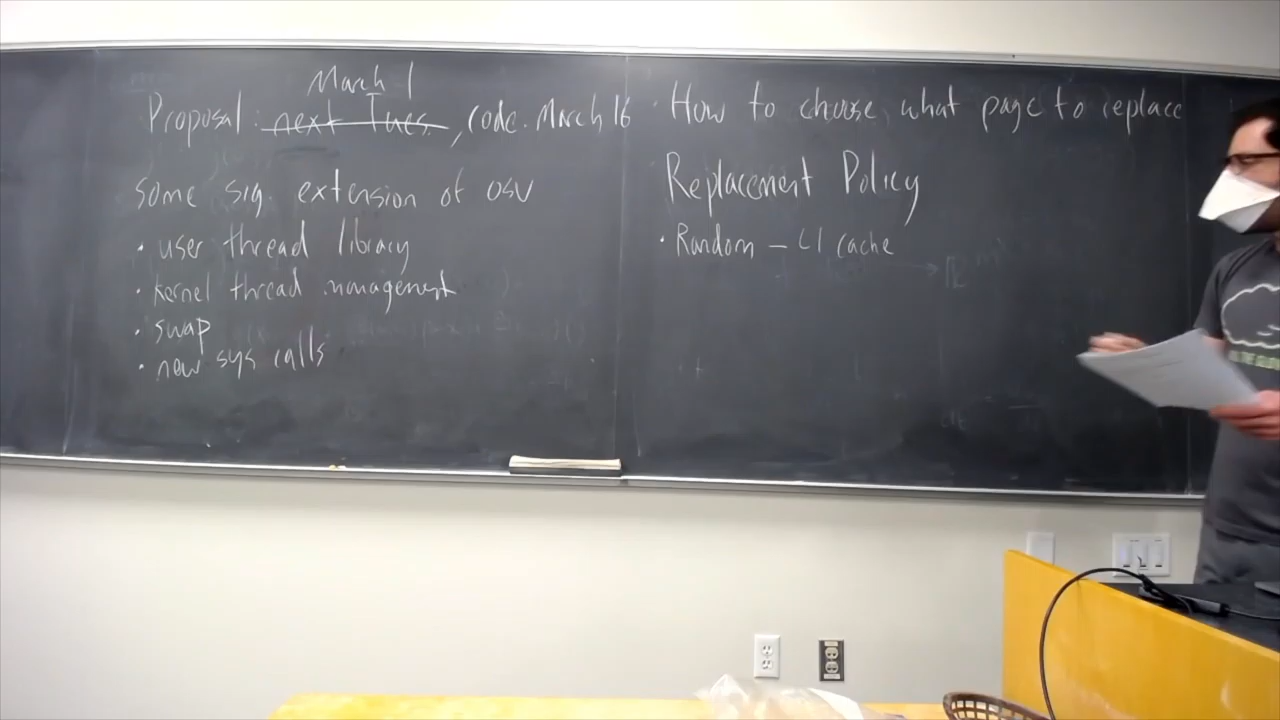 March 1
Proposal: next Tues., code. March 16
Some sig. extension of osv
• user thread library
• kernel thread management
• swap
• new sys calls
• How to choose what page to replace
Replacement Policy
• Random – L1 cache